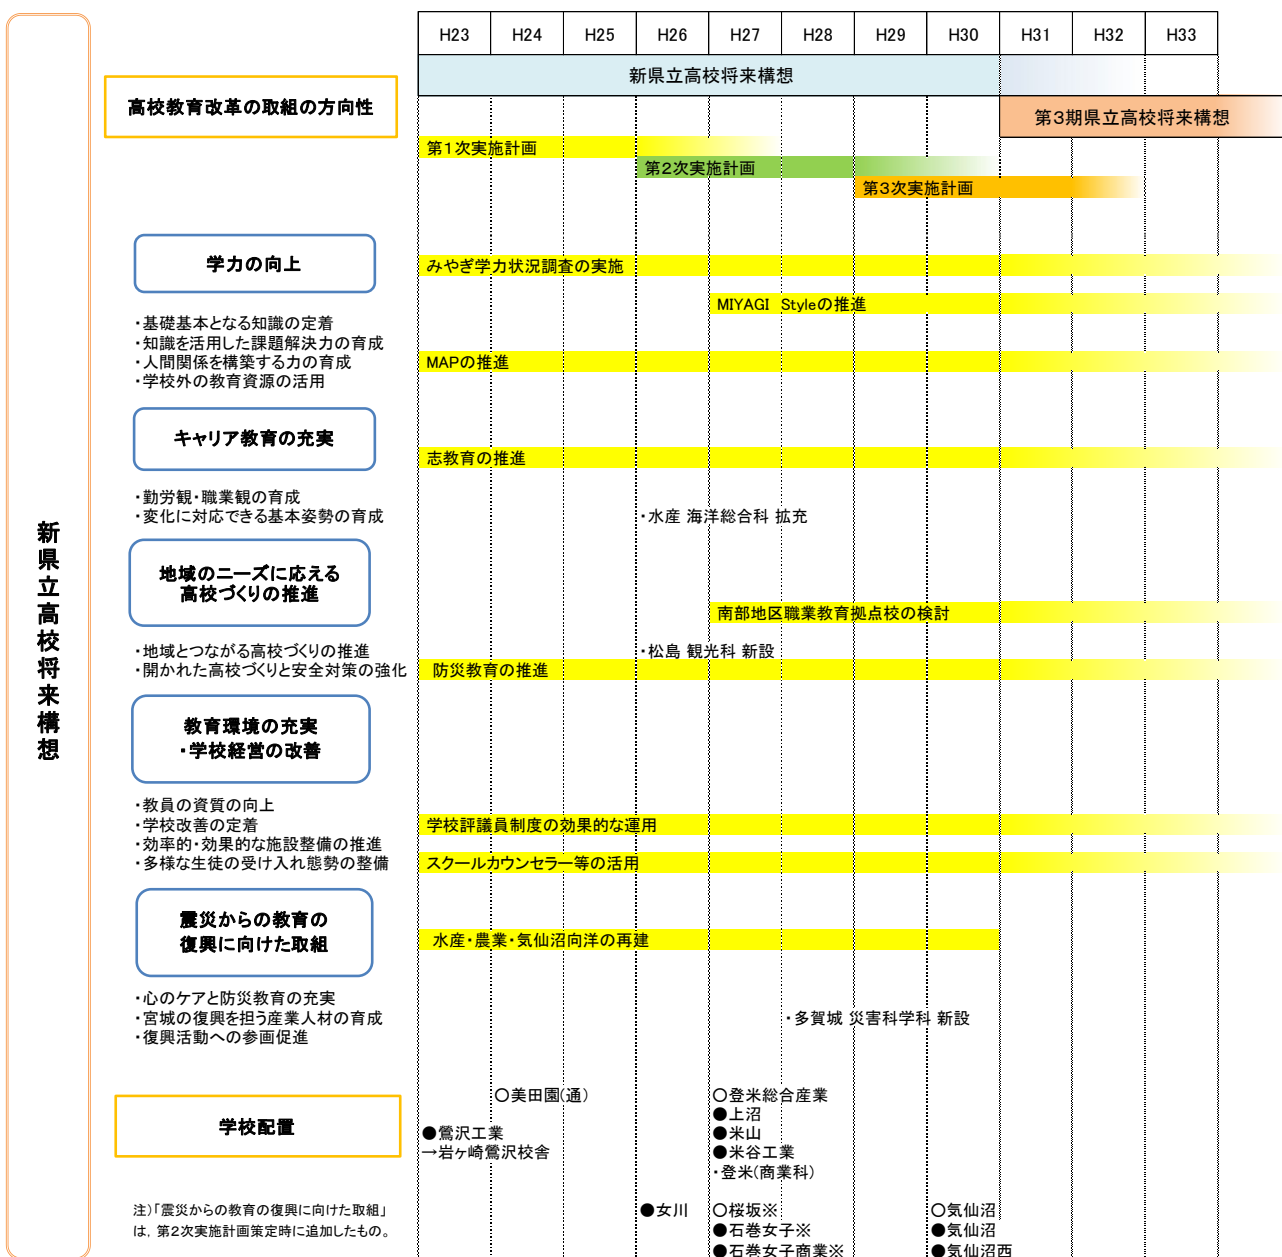 H23 H24 H25 H26 H27 H28 H29 H30 H31 H32 H33
新県立高校将来構想
新県立高校将来構想
高校教育改革の取組の方向性
第3期県立高校将来構想
第1次実施計画
第2次実施計画
第3次実施計画
学力の向上
みやぎ学力状況調査の実施
MIYAGI Styleの推進
・基礎基本となる知識の定着
・知識を活用した課題解決力の育成
・人間関係を構築する力の育成
・学校外の教育資源の活用
MAPの推進
キャリア教育の充実
志教育の推進
・勤労観・職業観の育成
・変化に対応できる基本姿勢の育成
・水産 海洋総合科 拡充
地域のニーズに応える
高校づくりの推進
南部地区職業教育拠点校の検討
・地域とつながる高校づくりの推進
・開かれた高校づくりと安全対策の強化
・松島 観光科 新設
防災教育の推進
教育環境の充実
・学校経営の改善
・教員の資質の向上
・学校改善の定着
・効率的・効果的な施設整備の推進
・多様な生徒の受け入れ態勢の整備
学校評議員制度の効果的な運用
スクールカウンセラー等の活用
震災からの教育の
復興に向けた取組
水産・農業・気仙沼向洋の再建
・心のケアと防災教育の充実
・宮城の復興を担う産業人材の育成
・復興活動への参画促進
・多賀城 災害科学科 新設
学校配置
○美田園(通)
●鶯沢工業
→岩ヶ崎鶯沢校舎
○登米総合産業
●上沼
●米山
●米谷工業
・登米(商業科)
注)「震災からの教育の復興に向けた取組」
は，第2次実施計画策定時に追加したもの。
●女川
○桜坂※
●石巻女子※
●石巻女子商業※
○気仙沼
●気仙沼
●気仙沼西